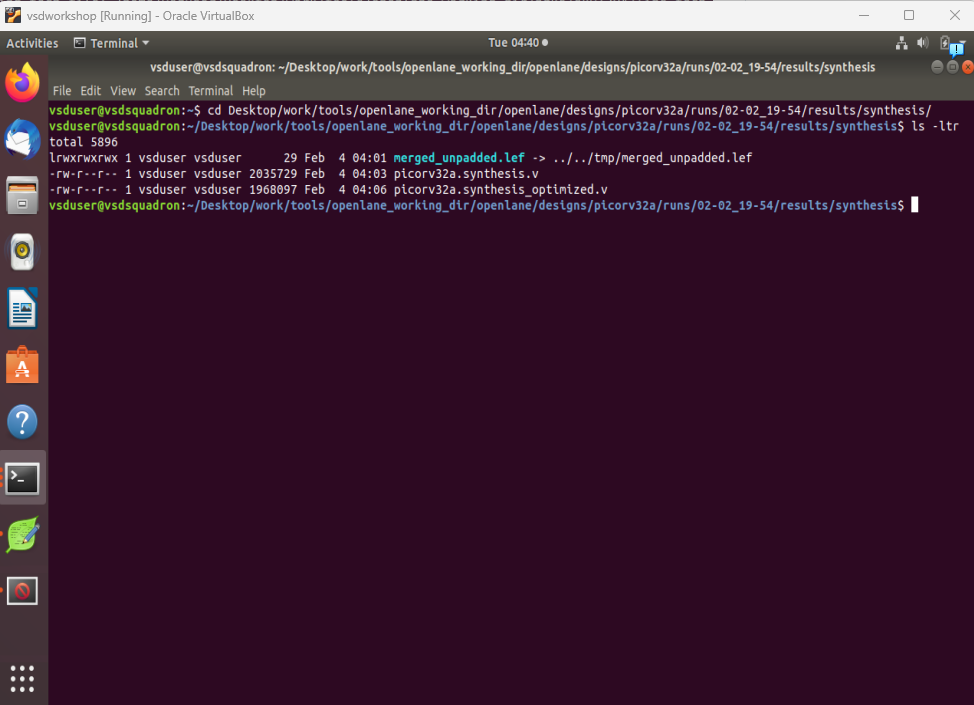 vsdworkshop [Running] - Oracle VirtualBox
Activities Terminal Tue 04:40
vsduser@vsdsquadron: ~/Desktop/work/tools/openlane_working_dir/openlane/designs/picorv32a/runs/02-02_19-54/results/synthesis
File Edit View Search Terminal Help
vsduser@vsdsquadron:~$ cd Desktop/work/tools/openlane_working_dir/openlane/designs/picorv32a/runs/02-02_19-54/results/synthesis/
vsduser@vsdsquadron:~/Desktop/work/tools/openlane_working_dir/openlane/designs/picorv32a/runs/02-02_19-54/results/synthesis$ ls -ltr
total 5896
lrwxrwxrwx 1 vsduser vsduser      29 Feb  4 04:01 merged_unpadded.lef -> ../../tmp/merged_unpadded.lef
-rw-r--r-- 1 vsduser vsduser 2035729 Feb  4 04:03 picorv32a.synthesis.v
-rw-r--r-- 1 vsduser vsduser 1968097 Feb  4 04:06 picorv32a.synthesis_optimized.v
vsduser@vsdsquadron:~/Desktop/work/tools/openlane_working_dir/openlane/designs/picorv32a/runs/02-02_19-54/results/synthesis$